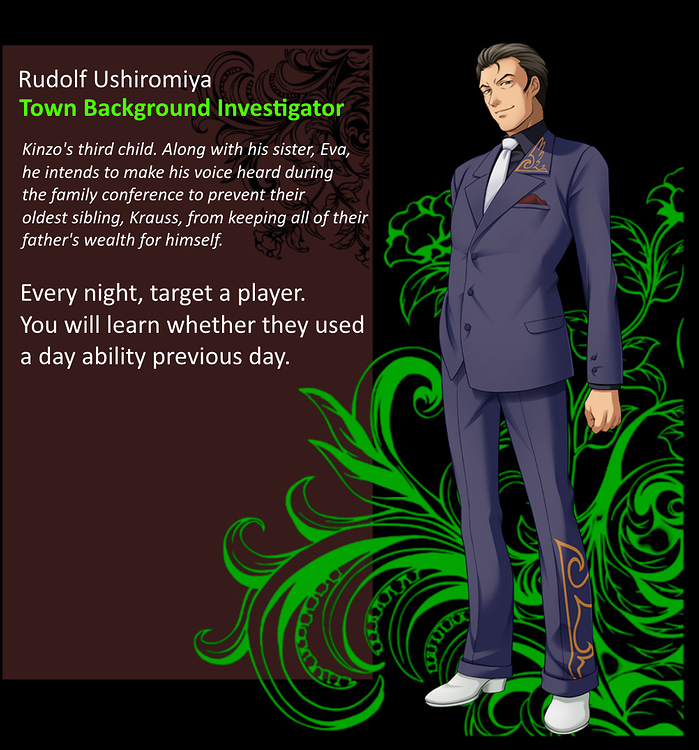 Rudolf Ushiromiya
Town Background Investigator
Kinzo's third child. Along with his sister, Eva,
he intends to make his voice heard during
the family conference to prevent their
oldest sibling, Krauss, from keeping all of their
father's wealth for himself.
Every night, target a player.
You will learn whether they used
a day ability previous day.